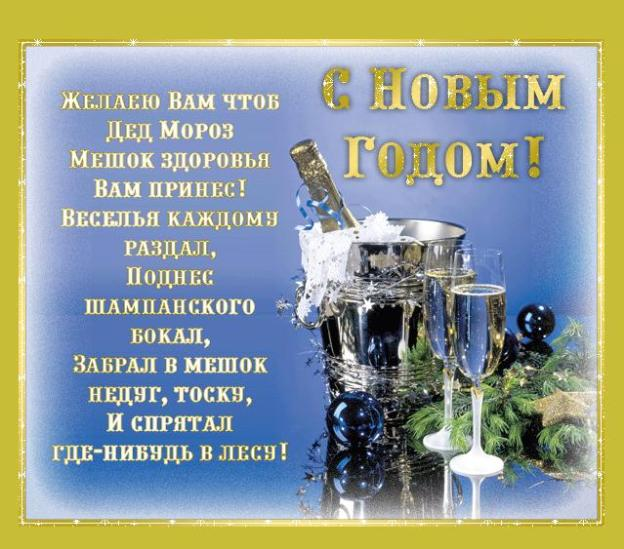 С Новым
Годом!
Желаею Вам чтоб
Дед Мороз
Мешок здоровья
Вам принес!
Веселья каждому
раздал,
Поднес
шампанского
бокал,
Забрал в мешок
недуг, тоску,
И спрятал
где-нибудь в лесу!